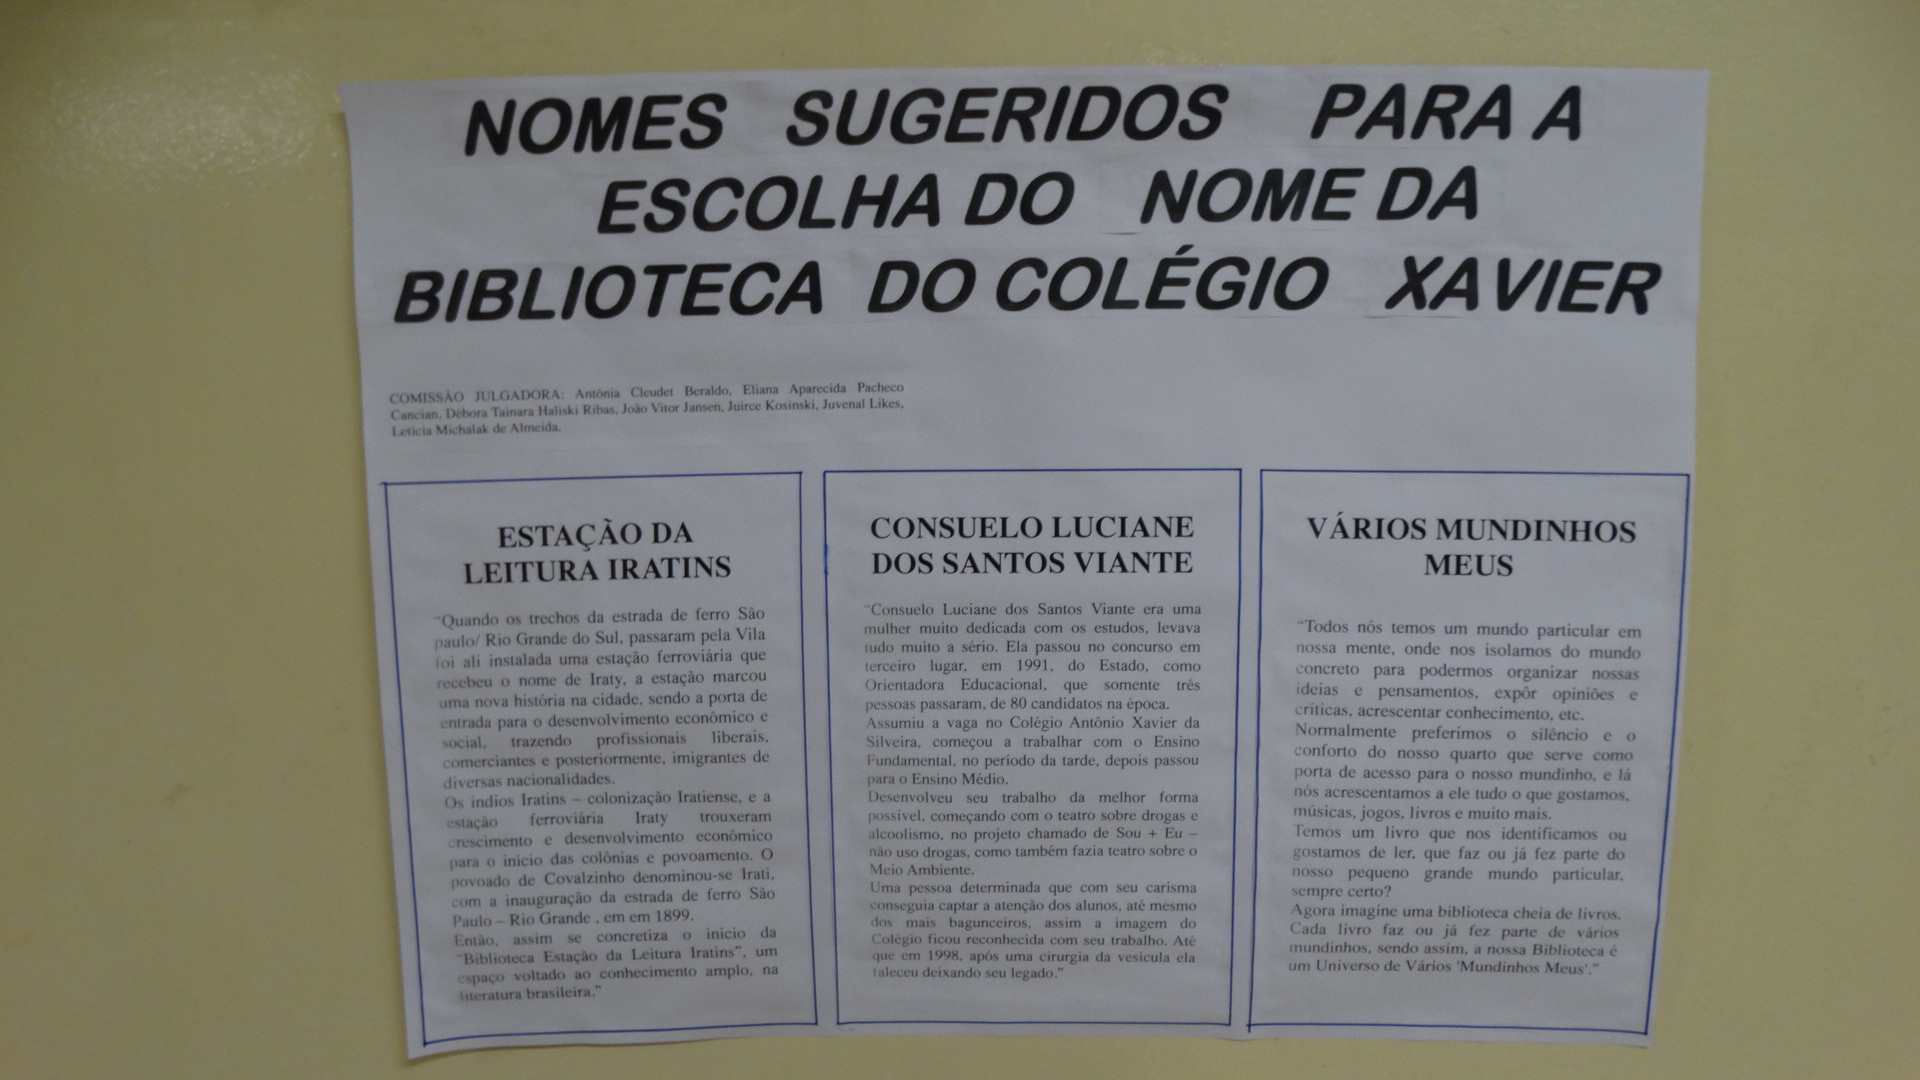 NOMES SUGERIDOS PARA A
ESCOLHA DO NOME DA
BIBLIOTECA DO COLÉGIO XAVIER
COMISSÃO JULGADORA: Antônia Cleudet Beraldo, Eliana Aparecida Pacheco
Cancian, Débora Tainara Haliski Ribas, João Vitor Jansen, Juirce Kosinski, Juvenal Likes,
Leticia Michalak de Almeida.
ESTAÇÃO DA
LEITURA IRATINS
"Quando os trechos da estrada de ferro São
paulo/ Rio Grande do Sul, passaram pela Vila
foi ali instalada uma estação ferroviária que
recebeu o nome de Iraty, a estação marcou
uma nova história na cidade, sendo a porta de
entrada para o desenvolvimento econômico e
social, trazendo profissionais liberais,
comerciantes e posteriormente, imigrantes de
diversas nacionalidades.
Os índios Iratins – colonização Iratiense, e a
estação ferroviária Iraty trouxeram
crescimento e desenvolvimento econômico
para o inicio das colônias e povoamento. O
povoado de Covalzinho denominou-se Irati,
com a inauguração da estrada de ferro São
Paulo – Rio Grande , em em 1899.
Então, assim se concretiza o inicio da
"Biblioteca Estação da Leitura Iratins", um
espaço voltado ao conhecimento amplo, na
literatura brasileira."
CONSUELO LUCIANE
DOS SANTOS VIANTE
"Consuelo Luciane dos Santos Viante era uma
mulher muito dedicada com os estudos, levava
tudo muito a sério. Ela passou no concurso em
terceiro lugar, em 1991, do Estado, como
Orientadora Educacional, que somente três
pessoas passaram, de 80 candidatos na época.
Assumiu a vaga no Colégio Antônio Xavier da
Silveira, começou a trabalhar com o Ensino
Fundamental, no período da tarde, depois passou
para o Ensino Médio.
Desenvolveu seu trabalho da melhor forma
possível, começando com o teatro sobre drogas e
alcoolismo, no projeto chamado de Sou + Eu –
não uso drogas, como também fazia teatro sobre o
Meio Ambiente.
Uma pessoa determinada que com seu carisma
conseguia captar a atenção dos alunos, até mesmo
dos mais bagunceiros, assim a imagem do
Colégio ficou reconhecida com seu trabalho. Até
que em 1998, após uma cirurgia da vesícula ela
faleceu deixando seu legado."
VÁRIOS MUNDINHOS
MEUS
"Todos nós temos um mundo particular em
nossa mente, onde nos isolamos do mundo
concreto para podermos organizar nossas
ideias e pensamentos, expôr opiniões e
críticas, acrescentar conhecimento, etc.
Normalmente preferimos o silêncio e o
conforto do nosso quarto que serve como
porta de acesso para o nosso mundinho, e lá
nós acrescentamos a ele tudo o que gostamos,
músicas, jogos, livros e muito mais.
Temos um livro que nos identificamos ou
gostamos de ler, que faz ou já fez parte do
nosso pequeno grande mundo particular,
sempre certo?
Agora imagine uma biblioteca cheia de livros.
Cada livro faz ou já fez parte de vários
mundinhos, sendo assim, a nossa Biblioteca é
um Universo de Vários 'Mundinhos Meus'."